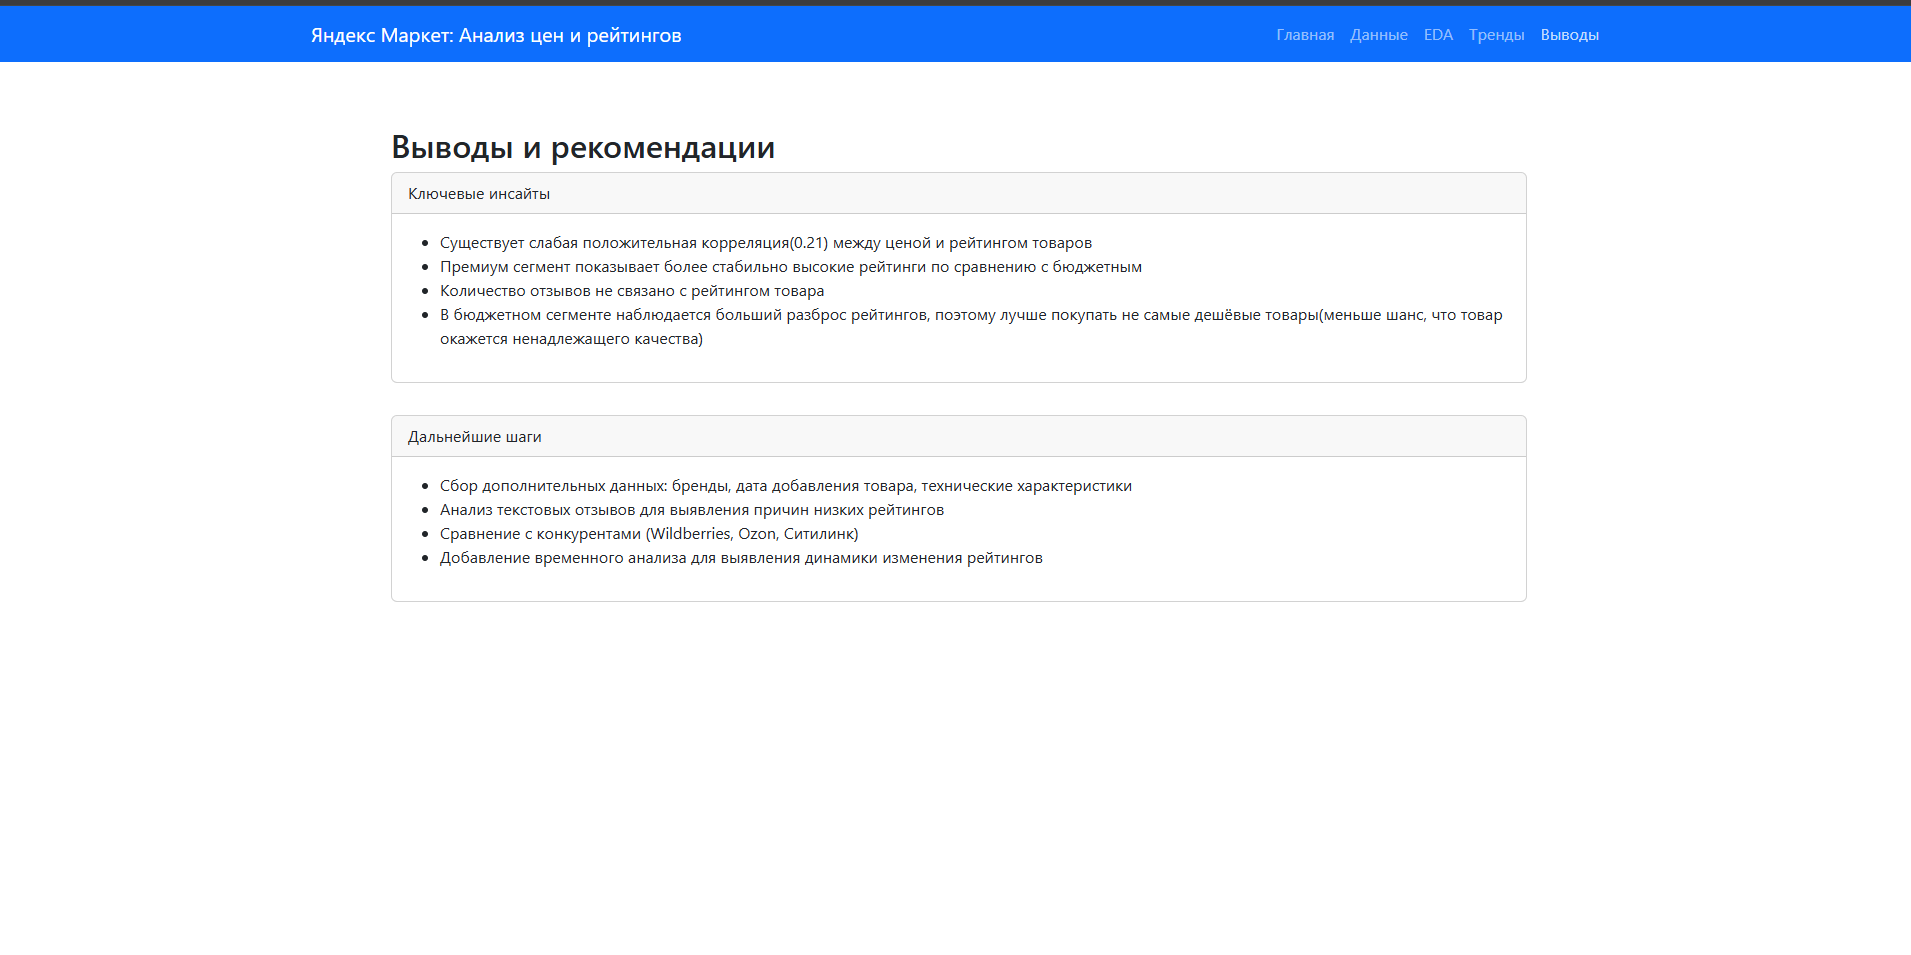 Яндекс Маркет: Анализ цен и рейтингов
Главная Данные EDA Тренды Выводы
Выводы и рекомендации
Ключевые инсайты
Существует слабая положительная корреляция(0.21) между ценой и рейтингом товаров
Премиум сегмент показывает более стабильно высокие рейтинги по сравнению с бюджетным
Количество отзывов не связано с рейтингом товара
В бюджетном сегменте наблюдается больший разброс рейтингов, поэтому лучше покупать не самые дешёвые товары(меньше шанс, что товар
окажется ненадлежащего качества)
Дальнейшие шаги
Сбор дополнительных данных: бренды, дата добавления товара, технические характеристики
Анализ текстовых отзывов для выявления причин низких рейтингов
Сравнение с конкурентами (Wildberries, Ozon, Ситилинк)
Добавление временного анализа для выявления динамики изменения рейтингов